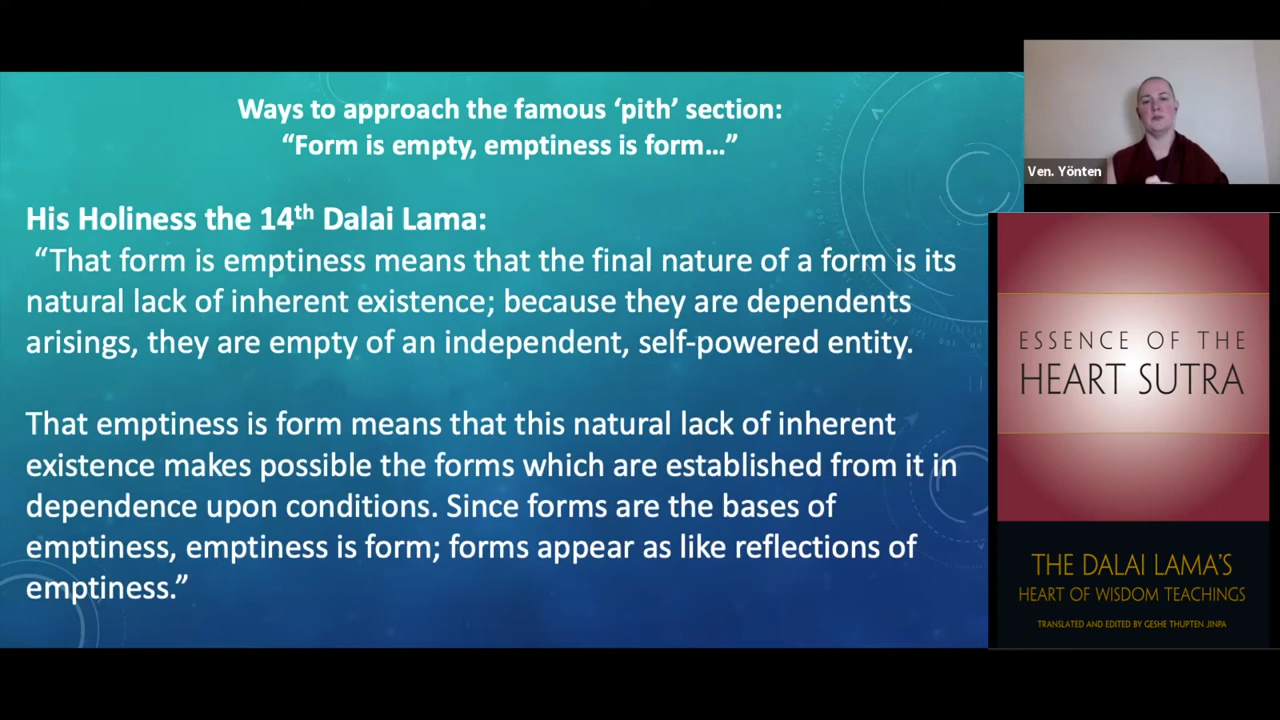 Ways to approach the famous ‘pith’ section:
“Form is empty, emptiness is form…”
His Holiness the 14th Dalai Lama:
“That form is emptiness means that the final nature of a form is its
natural lack of inherent existence; because they are dependents
arisings, they are empty of an independent, self-powered entity.
That emptiness is form means that this natural lack of inherent
existence makes possible the forms which are established from it in
dependence upon conditions. Since forms are the bases of
emptiness, emptiness is form; forms appear as like reflections of
emptiness.”
Ven. Yönten
ESSENCE OF THE
HEART SUTRA
THE DALAI LAMA'S
HEART OF WISDOM TEACHINGS
TRANSLATED AND EDITED BY GESHE THUPTEN JINPA